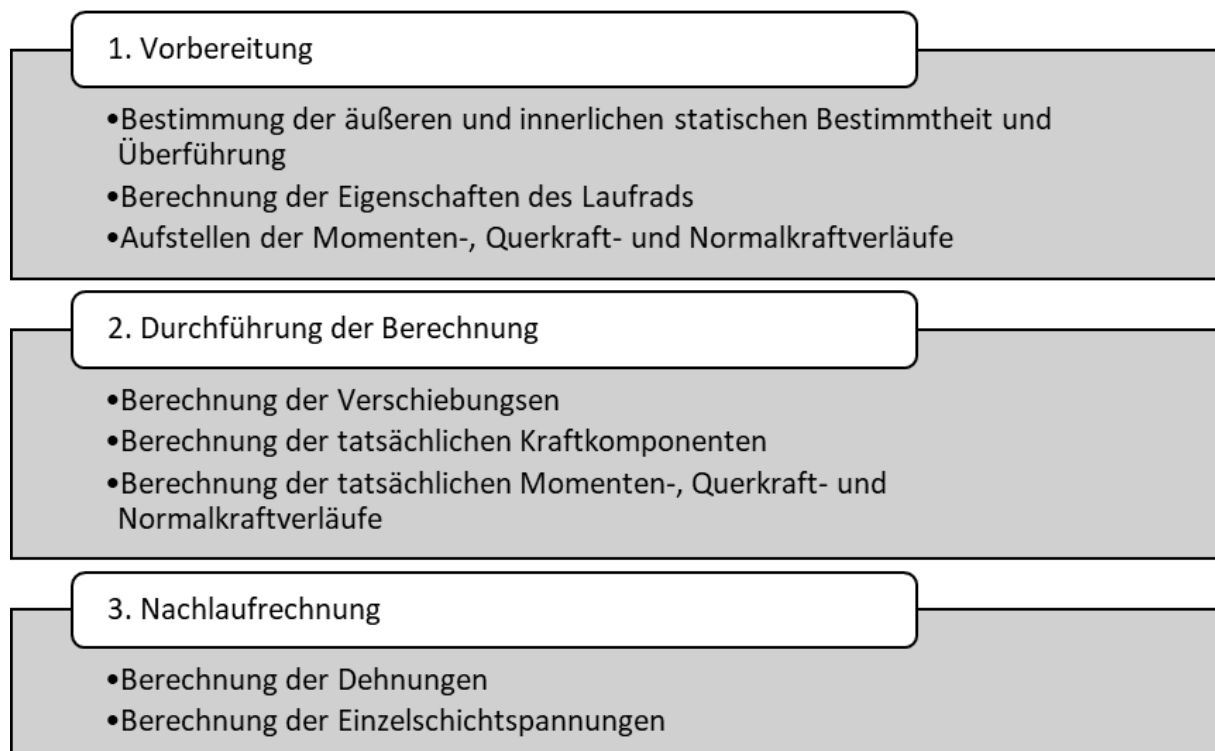 1. Vorbereitung
•Bestimmung der äußeren und innerlichen statischen Bestimmtheit und
Überführung
•Berechnung der Eigenschaften des Laufrads
•Aufstellen der Momenten-, Querkraft- und Normalkraftverläufe
2. Durchführung der Berechnung
•Berechnung der Verschiebungsen
•Berechnung der tatsächlichen Kraftkomponenten
•Berechnung der tatsächlichen Momenten-, Querkraft- und
Normalkraftverläufe
3. Nachlaufrechnung
•Berechnung der Dehnungen
•Berechnung der Einzelschichtspannungen